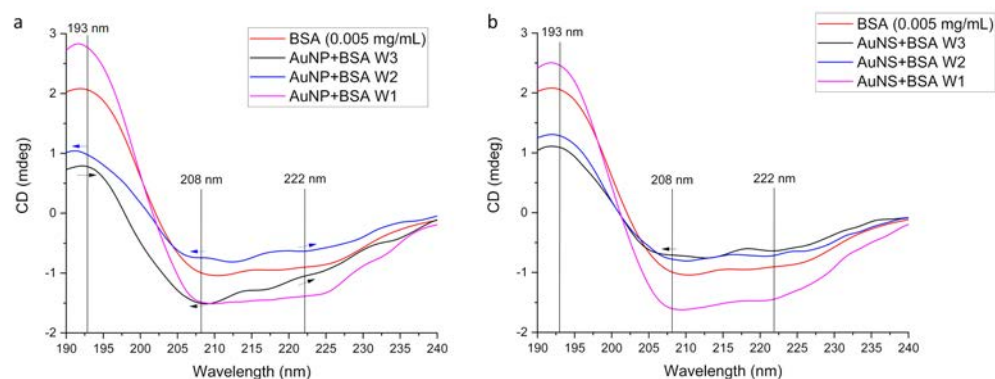 a
193 nm
BSA (0.005 mg/mL)
AuNP+BSA W3
AuNP+BSA W2
AuNP+BSA W1
208 nm
222 nm
3
2
1
0
-1
-2
CD (mdeg)
190 195 200 205 210 215 220 225 230 235 240
Wavelength (nm)
b
193 nm
BSA (0.005 mg/mL)
AuNS+BSA W3
AuNS+BSA W2
AuNS+BSA W1
208 nm
222 nm
3
2
1
0
-1
-2
CD (mdeg)
190 195 200 205 210 215 220 225 230 235 240
Wavelength (nm)